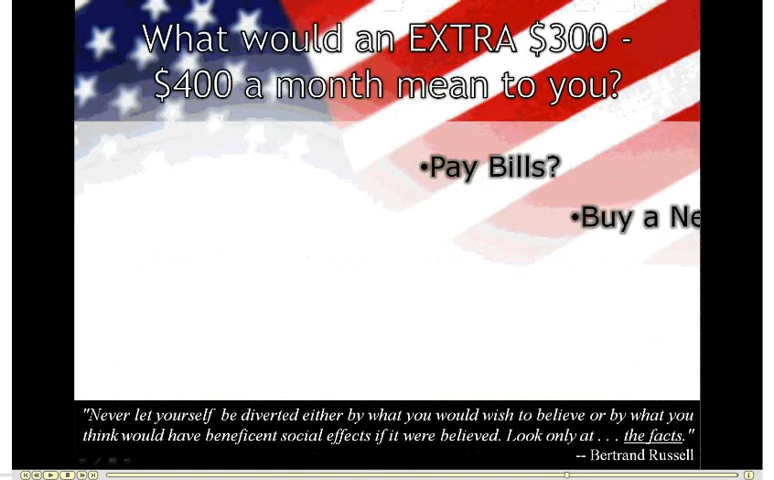 What would an EXTRA $300 -
$400 a month mean to you?
•Pay Bills?
•Buy a Ne
"Never let yourself be diverted either by what you would wish to believe or by what you
think would have beneficent social effects if it were believed. Look only at . . . the facts."
-- Bertrand Russell